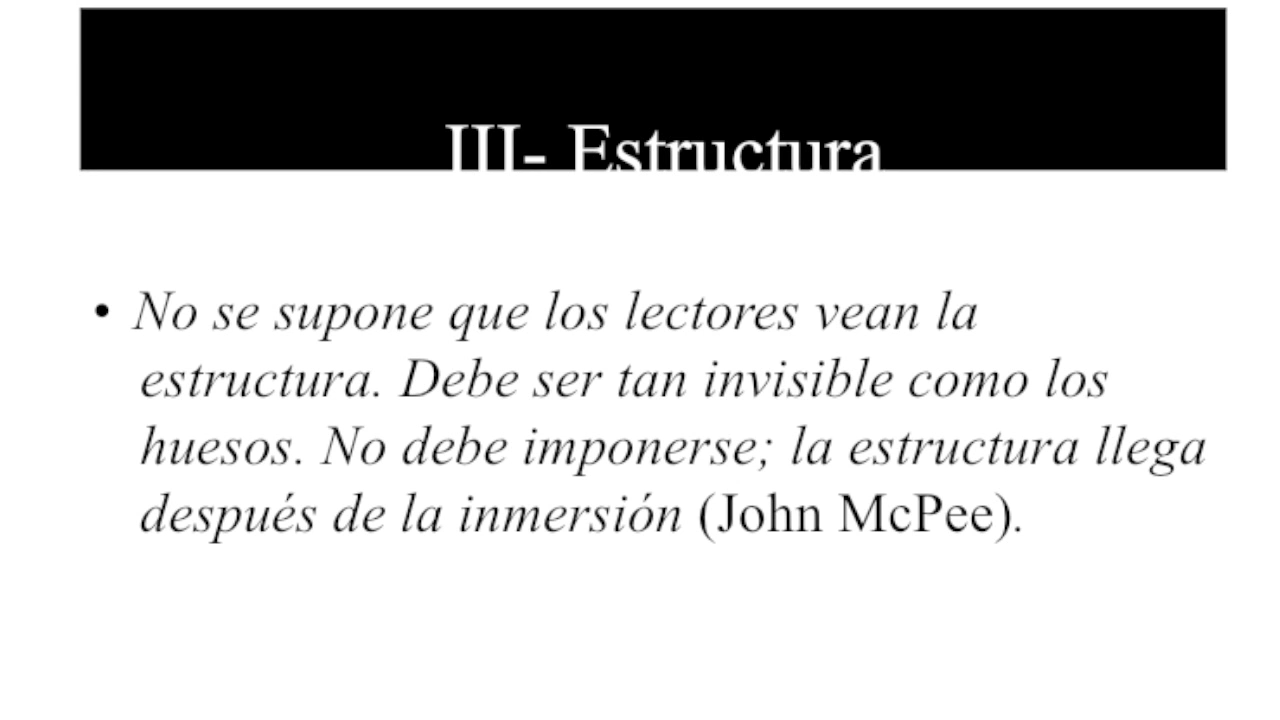 III- Estructura
• No se supone que los lectores vean la
estructura. Debe ser tan invisible como los
huesos. No debe imponerse; la estructura llega
después de la inmersión (John McPee).